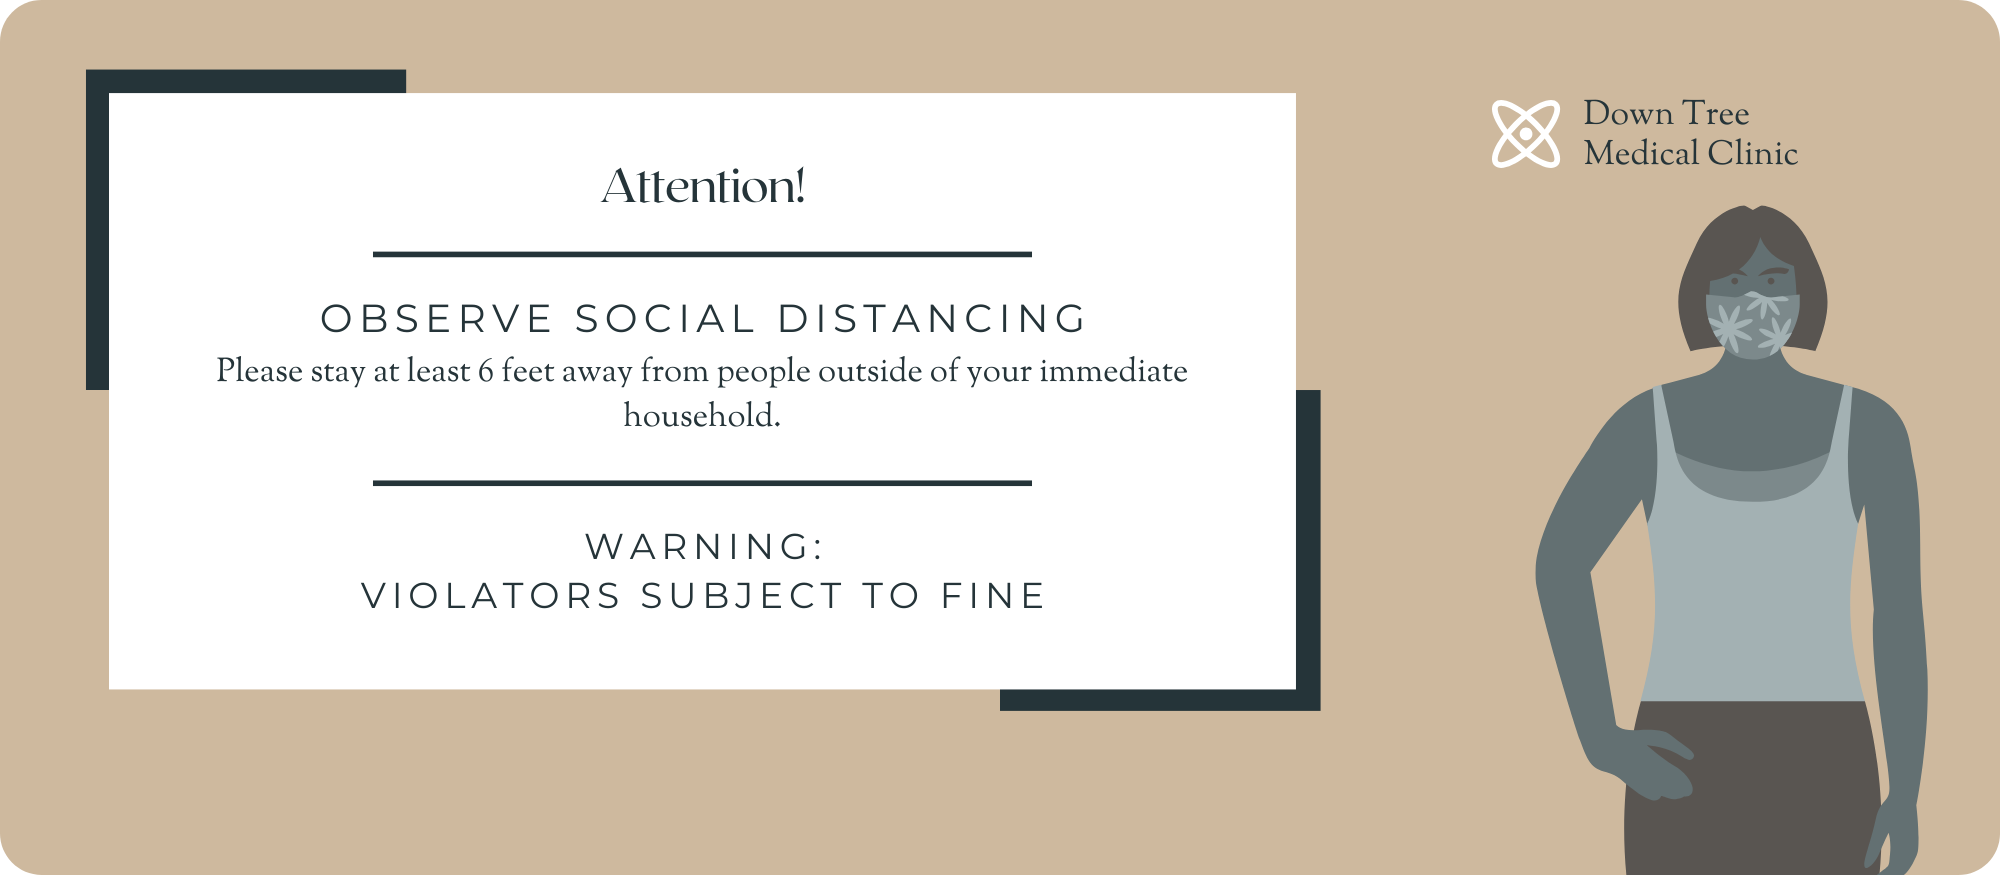 Attention!
OBSERVE SOCIAL DISTANCING
Please stay at least 6 feet away from people outside of your immediate
household.
WARNING:
VIOLATORS SUBJECT TO FINE
Down Tree
Medical Clinic